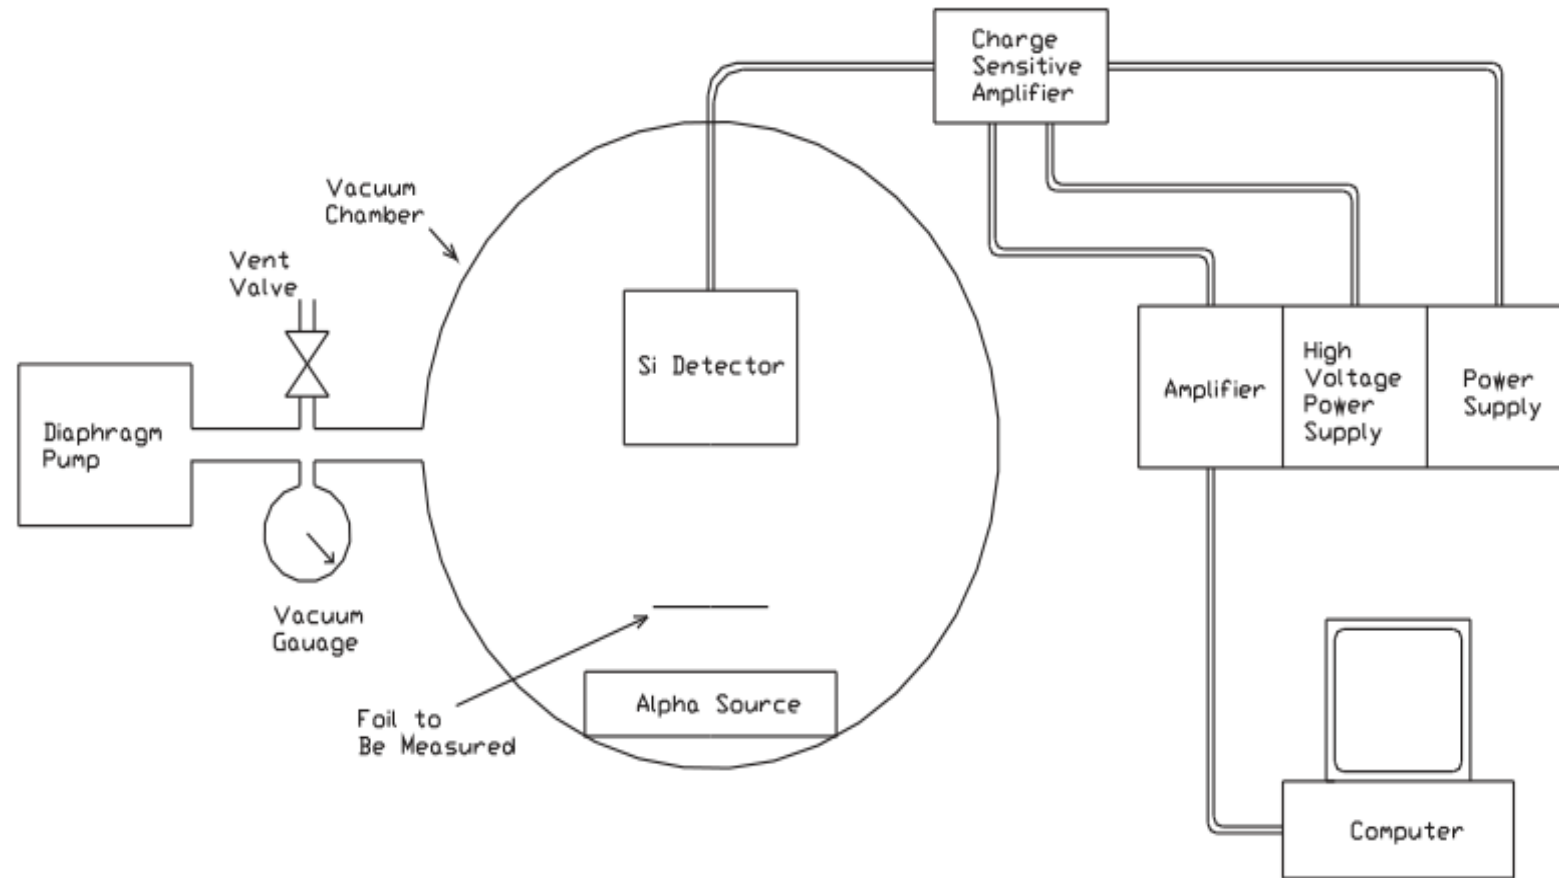 Charge
Sensitive
Amplifier
Vacuum
Chamber
Vent
Valve
Si Detector
High
Voltage
Power
Supply
Amplifier
Power
Supply
Diaphragm
Pump
Vacuum
Gauage
Alpha Source
Foil to
Be Measured
Computer